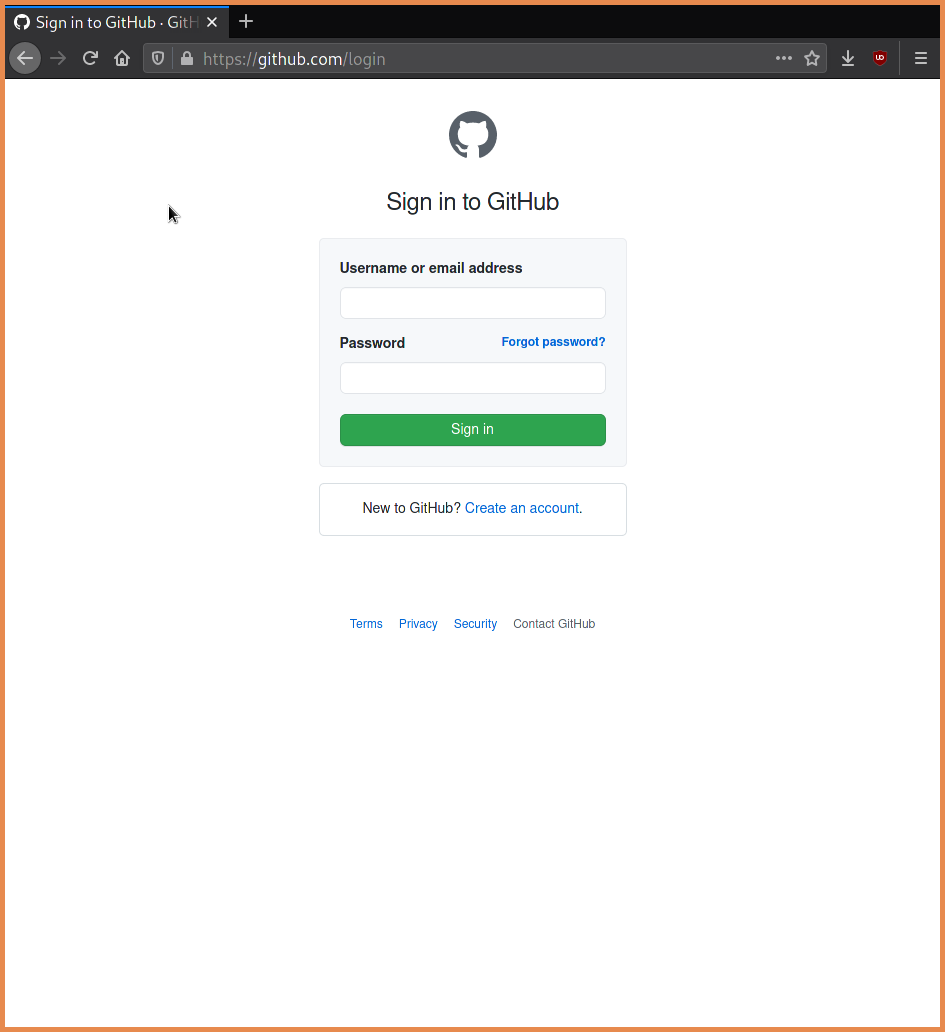 Sign in to GitHub · GitH
https://github.com/login
Sign in to GitHub
Username or email address
Password Forgot password?
Sign in
New to GitHub? Create an account.
Terms Privacy Security Contact GitHub